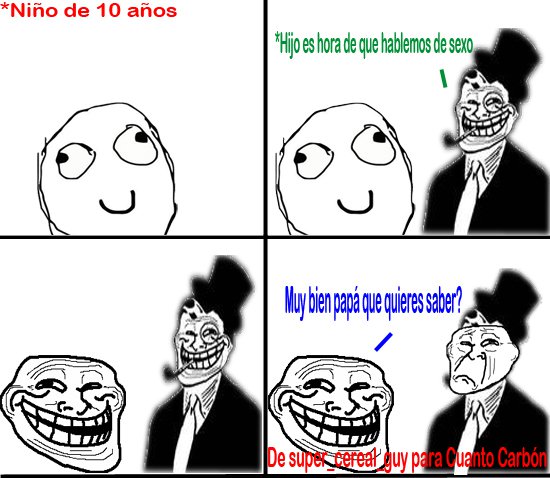 *Niño de 10 años
*Hijo es hora de que hablemos de sexo
Muy bien papá que quieres saber?
De super_cereal_guy para Cuanto Carbón